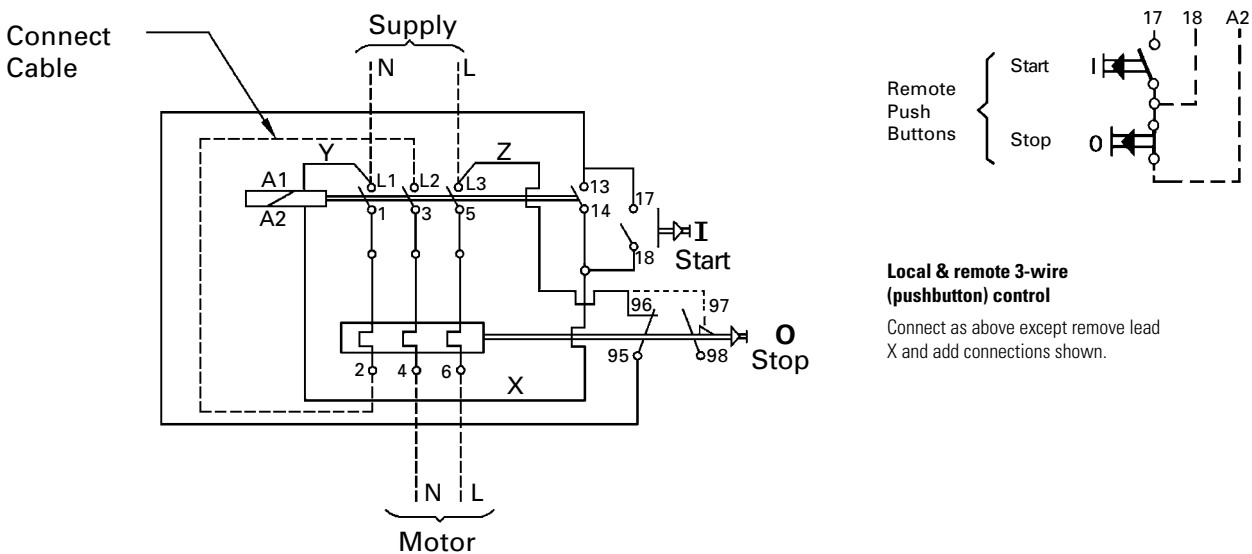 Connect
Cable
Supply
N L
Y Z
A1 L1 L2 L3 13
A2 1 3 5 14 17
I
18 Start
96 97
95 98 O
Stop
2 4 6
X
N L
Motor
17 18 A2
Remote
Push
Buttons
Start I
Stop O
Local & remote 3-wire
(pushbutton) control
Connect as above except remove lead
X and add connections shown.